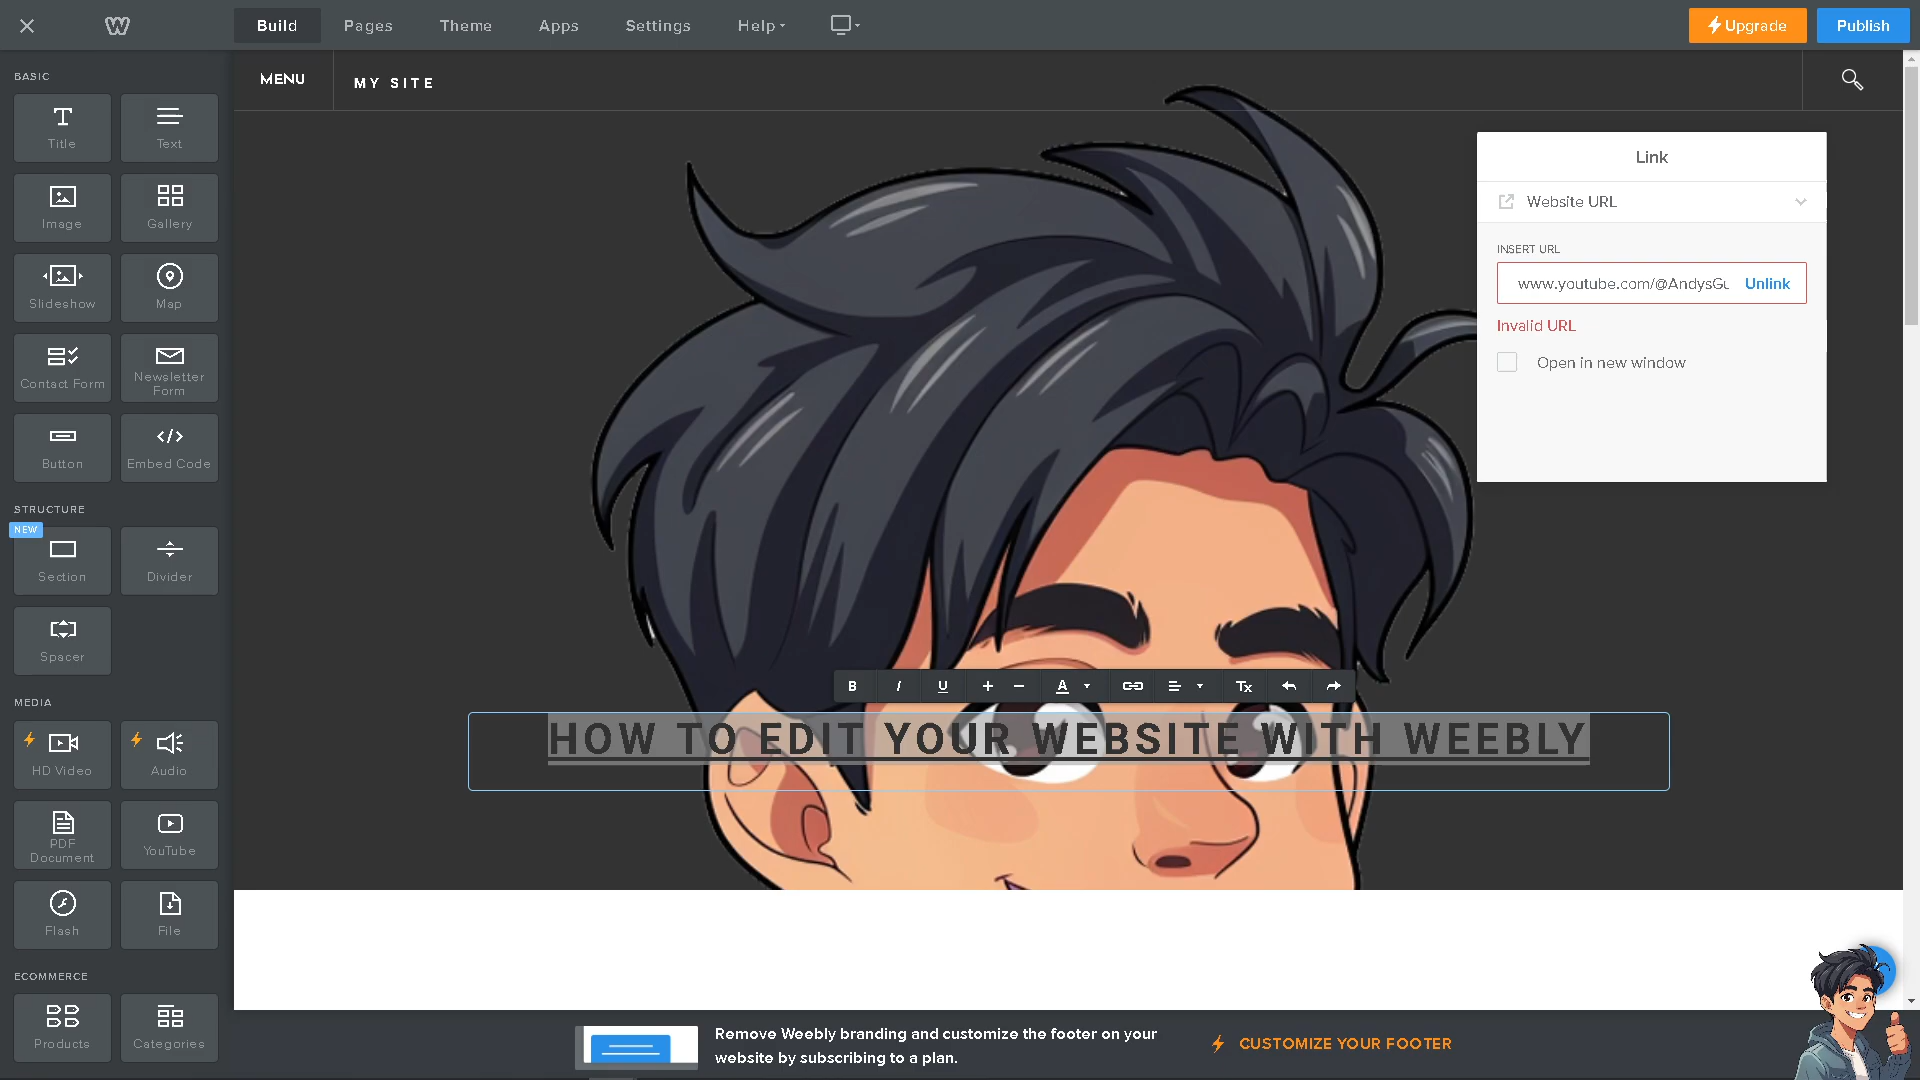 Build
Pages
Theme
Apps
Settings
Help
Upgrade
Publish
BASIC
Title
Text
Image
Gallery
Slideshow
Map
Contact Form
Newsletter
Form
Button
Embed Code
STRUCTURE
NEW
Section
Divider
Spacer
MEDIA
HD Video
Audio
PDF
Document
YouTube
Flash
File
ECOMMERCE
Products
Categories
MENU
MY SITE
Link
Website URL
INSERT URL
www.youtube.com/@AndysGu
Unlink
Invalid URL
Open in new window
B I U + − A Tx
HOW TO EDIT YOUR WEBSITE WITH WEEBLY
Remove Weebly branding and customize the footer on your
website by subscribing to a plan.
CUSTOMIZE YOUR FOOTER